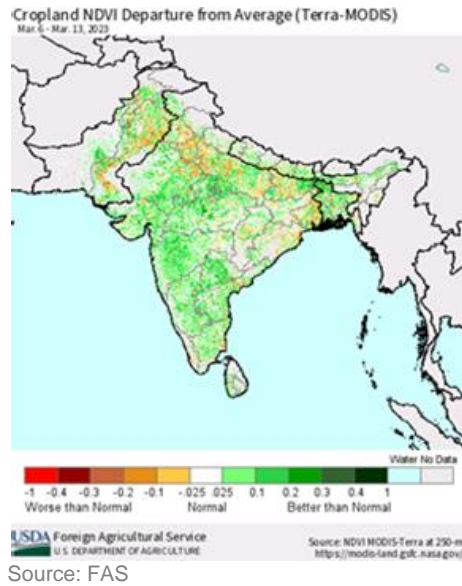 Cropland NDVI Departure from Average (Terra-MODIS)
Mar. 6 - Mar. 13, 2023
Water No Data
-1 -0.4 -0.3 -0.2 -0.1 -.025 .025 0.1 0.2 0.3 0.4 1
Worse than Normal Normal Better than Normal
USDA Foreign Agricultural Service
U.S. DEPARTMENT OF AGRICULTURE
Source: NDVI MODIS-Terra at 250-m
https://modis-land.gsfc.nasa.gov/
Source: FAS